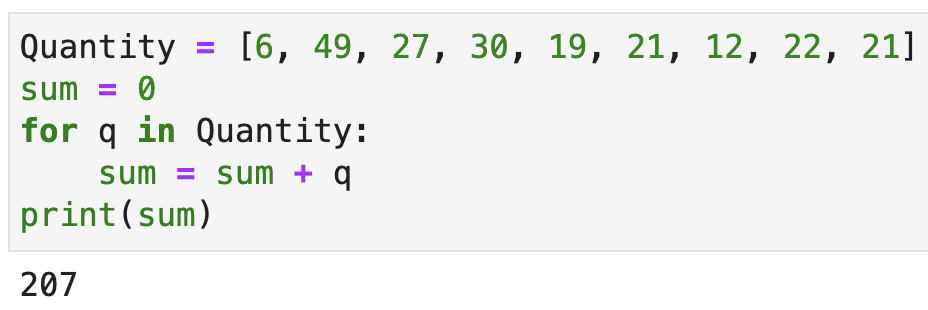 Quantity = [6, 49, 27, 30, 19, 21, 12, 22, 21]
sum = 0
for q in Quantity:
    sum = sum + q
print(sum)
207